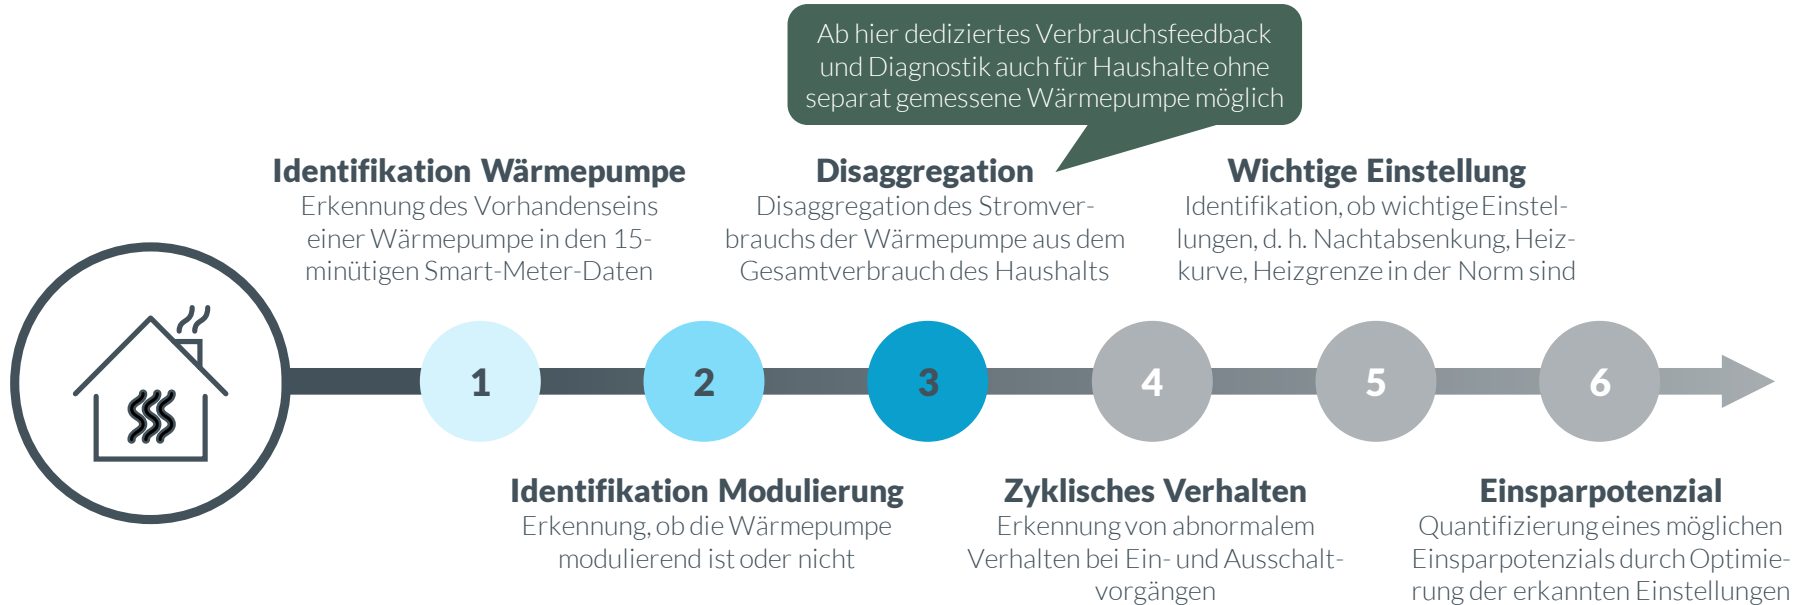 Ab hier dediziertes Verbrauchsfeedback
und Diagnostik auch für Haushalte ohne
separat gemessene Wärmepumpe möglich
Identifikation Wärmepumpe
Erkennung des Vorhandenseins
einer Wärmepumpe in den 15-
minütigen Smart-Meter-Daten
Disaggregation
Disaggregation des Stromver-
brauchs der Wärmepumpe aus dem
Gesamtverbrauch des Haushalts
Wichtige Einstellung
Identifikation, ob wichtige Einstel-
lungen, d. h. Nachtabsenkung, Heiz-
kurve, Heizgrenze in der Norm sind
1
2
3
4
5
6
Identifikation Modulierung
Erkennung, ob die Wärmepumpe
modulierend ist oder nicht
Zyklisches Verhalten
Erkennung von abnormalem
Verhalten bei Ein- und Ausschalt-
vorgängen
Einsparpotenzial
Quantifizierung eines möglichen
Einsparpotenzials durch Optimie-
rung der erkannten Einstellungen